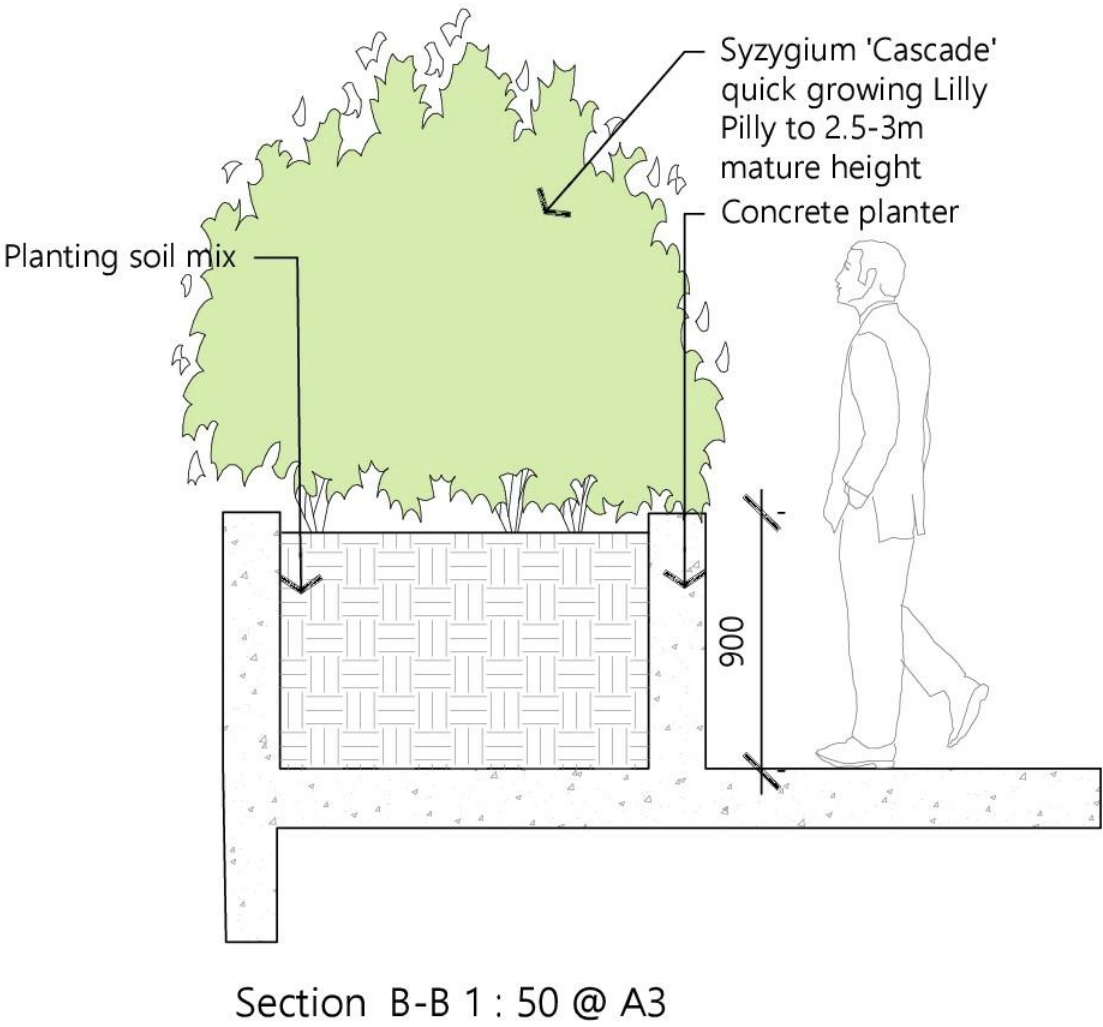 Syzygium 'Cascade'
quick growing Lilly
Pilly to 2.5-3m
mature height
Concrete planter
Planting soil mix
900
Section B-B 1 : 50 @ A3